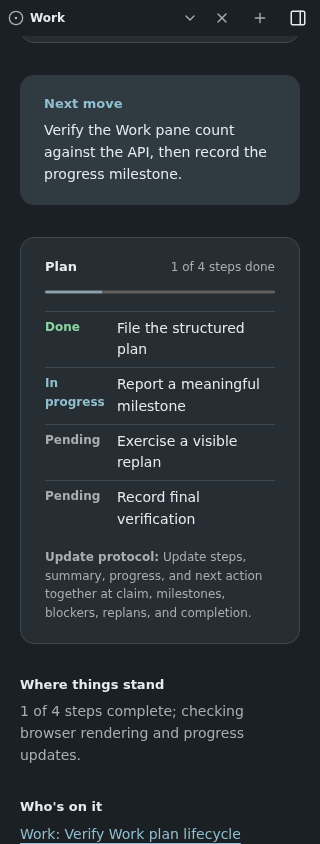 Work
Next move
Verify the Work pane count
against the API, then record the
progress milestone.
Plan
1 of 4 steps done
Done
File the structured
plan
In
progress
Report a meaningful
milestone
Pending
Exercise a visible
replan
Pending
Record final
verification
Update protocol: Update steps,
summary, progress, and next action
together at claim, milestones,
blockers, replans, and completion.
Where things stand
1 of 4 steps complete; checking
browser rendering and progress
updates.
Who's on it
Work: Verify Work plan lifecycle